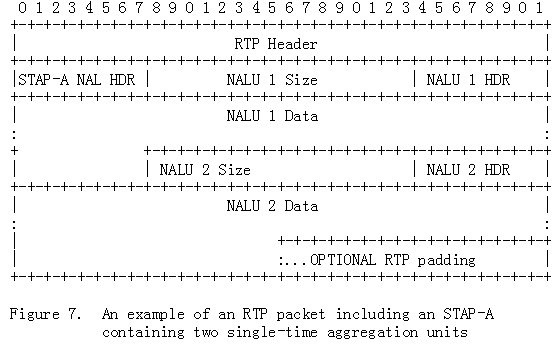 0 1 2 3 4 5 6 7 8 9 0 1 2 3 4 5 6 7 8 9 0 1 2 3 4 5 6 7 8 9 0 1
+-+-+-+-+-+-+-+-+-+-+-+-+-+-+-+-+-+-+-+-+-+-+-+-+-+-+-+-+-+-+-+-+
| RTP Header |
+-+-+-+-+-+-+-+-+-+-+-+-+-+-+-+-+-+-+-+-+-+-+-+-+-+-+-+-+-+-+-+-+
|STAP-A NAL HDR | NALU 1 Size | NALU 1 HDR |
+-+-+-+-+-+-+-+-+-+-+-+-+-+-+-+-+-+-+-+-+-+-+-+-+-+-+-+-+-+-+-+-+
| NALU 1 Data |
: :
+ +-+-+-+-+-+-+-+-+-+-+-+-+-+-+-+-+-+-+-+-+-+-+-+-+
| | NALU 2 Size | NALU 2 HDR |
+-+-+-+-+-+-+-+-+-+-+-+-+-+-+-+-+-+-+-+-+-+-+-+-+-+-+-+-+-+-+-+-+
| NALU 2 Data |
: :
| +-+-+-+-+-+-+-+-+-+-+-+-+-+-+-+-+
| :...OPTIONAL RTP padding |
+-+-+-+-+-+-+-+-+-+-+-+-+-+-+-+-+-+-+-+-+-+-+-+-+-+-+-+-+-+-+-+-+
Figure 7. An example of an RTP packet including an STAP-A
containing two single-time aggregation units